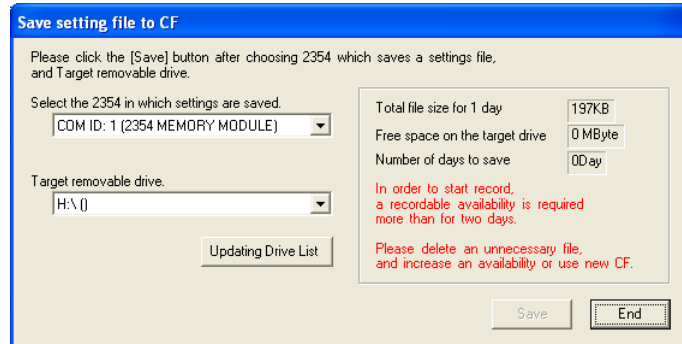 Save setting file to CF
Please click the [Save] button after choosing 2354 which saves a settings file,
and Target removable drive.
Select the 2354 in which settings are saved.
COM ID: 1 (2354 MEMORY MODULE)
Target removable drive.
H:\ ()
Updating Drive List
Total file size for 1 day 197KB
Free space on the target drive 0 MByte
Number of days to save 0Day
In order to start record,
a recordable availability is required
more than for two days.
Please delete an unnecessary file,
and increase an availability or use new CF.
Save
End